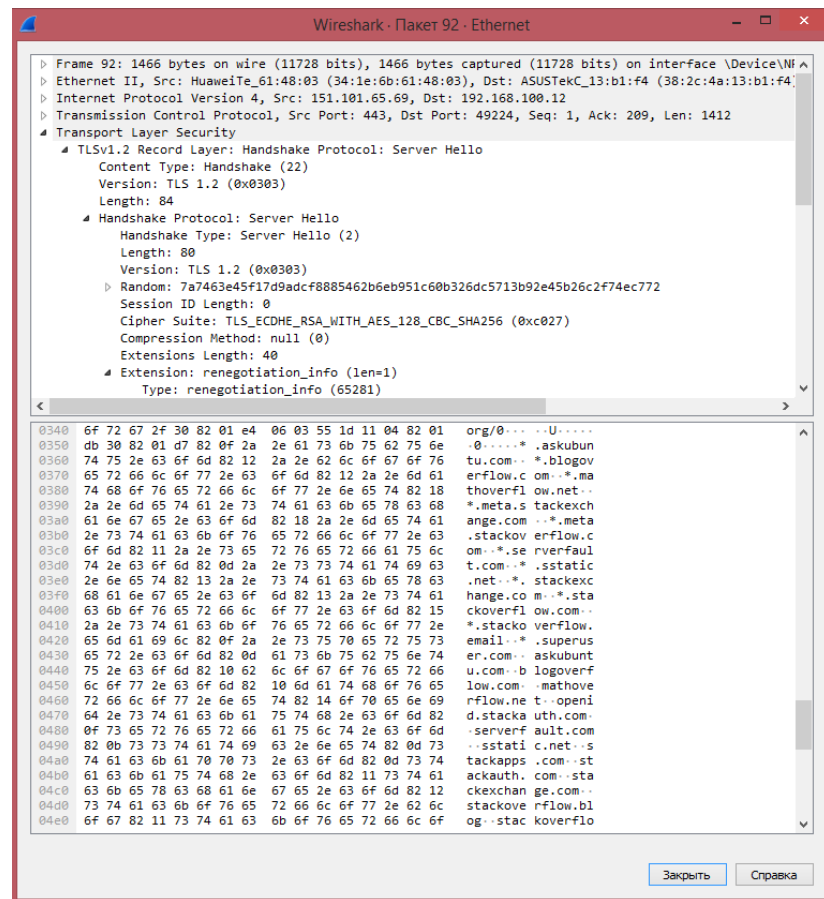 Wireshark · Пакет 92 · Ethernet
Frame 92: 1466 bytes on wire (11728 bits), 1466 bytes captured (11728 bits) on interface \Device\NF
Ethernet II, Src: HuaweiTe_61:48:03 (34:1e:6b:61:48:03), Dst: ASUSTekC_13:b1:f4 (38:2c:4a:13:b1:f4)
Internet Protocol Version 4, Src: 151.101.65.69, Dst: 192.168.100.12
Transmission Control Protocol, Src Port: 443, Dst Port: 49224, Seq: 1, Ack: 209, Len: 1412
Transport Layer Security
TLSv1.2 Record Layer: Handshake Protocol: Server Hello
Content Type: Handshake (22)
Version: TLS 1.2 (0x0303)
Length: 84
Handshake Protocol: Server Hello
Handshake Type: Server Hello (2)
Length: 80
Version: TLS 1.2 (0x0303)
Random: 7a7463e45f17d9adcf8885462b6eb951c60b326dc5713b92e45b26c2f74ec772
Session ID Length: 0
Cipher Suite: TLS_ECDHE_RSA_WITH_AES_128_CBC_SHA256 (0xc027)
Compression Method: null (0)
Extensions Length: 40
Extension: renegotiation_info (len=1)
Type: renegotiation_info (65281)
0340 6f 72 67 2f 30 82 01 e4 06 03 55 1d 11 04 82 01 org/0··· ··U·····
0350 db 30 82 01 d7 82 0f 2a 2e 61 73 6b 75 62 75 6e ·0·····* .askubun
0360 74 75 2e 63 6f 6d 82 12 2a 2e 62 6c 6f 67 6f 76 tu.com·· *.blogov
0370 65 72 66 6c 6f 77 2e 63 6f 6d 82 12 2a 2e 6d 61 erflow.c om··*.ma
0380 74 68 6f 76 65 72 66 6c 6f 77 2e 6e 65 74 82 18 thoverfl ow.net··
0390 2a 2e 6d 65 74 61 2e 73 74 61 63 6b 65 78 63 68 *.meta.s tackexch
03a0 61 6e 67 65 2e 63 6f 6d 82 18 2a 2e 6d 65 74 61 ange.com ··*.meta
03b0 2e 73 74 61 63 6b 6f 76 65 72 66 6c 6f 77 2e 63 .stackov erflow.c
03c0 6f 6d 82 11 2a 2e 73 65 72 76 65 72 66 61 75 6c om··*.se rverfaul
03d0 74 2e 63 6f 6d 82 0d 2a 2e 73 73 74 61 74 69 63 t.com··* .sstatic
03e0 2e 6e 65 74 82 13 2a 2e 73 74 61 63 6b 65 78 63 .net··*. stackexc
03f0 68 61 6e 67 65 2e 63 6f 6d 82 13 2a 2e 73 74 61 hange.co m··*.sta
0400 63 6b 6f 76 65 72 66 6c 6f 77 2e 63 6f 6d 82 15 ckoverfl ow.com··
0410 2a 2e 73 74 61 63 6b 6f 76 65 72 66 6c 6f 77 2e *.stacko verflow.
0420 65 6d 61 69 6c 82 0f 2a 2e 73 75 70 65 72 75 73 email··* .superus
0430 65 72 2e 63 6f 6d 82 0d 61 73 6b 75 62 75 6e 74 er.com·· askubunt
0440 75 2e 63 6f 6d 82 10 62 6c 6f 67 6f 76 65 72 66 u.com··b logoverf
0450 6c 6f 77 2e 63 6f 6d 82 10 6d 61 74 68 6f 76 65 low.com· ·mathove
0460 72 66 6c 6f 77 2e 6e 65 74 82 14 6f 70 65 6e 69 rflow.ne t··openi
0470 64 2e 73 74 61 63 6b 61 75 74 68 2e 63 6f 6d 82 d.stacka uth.com·
0480 0f 73 65 72 76 65 72 66 61 75 6c 74 2e 63 6f 6d ·serverf ault.com
0490 82 0b 73 73 74 61 74 69 63 2e 6e 65 74 82 0d 73 ··sstati c.net··s
04a0 74 61 63 6b 61 70 70 73 2e 63 6f 6d 82 0d 73 74 tackapps .com··st
04b0 61 63 6b 61 75 74 68 2e 63 6f 6d 82 11 73 74 61 ackauth. com··sta
04c0 63 6b 65 78 63 68 61 6e 67 65 2e 63 6f 6d 82 12 ckexchan ge.com··
04d0 73 74 61 63 6b 6f 76 65 72 66 6c 6f 77 2e 62 6c stackove rflow.bl
04e0 6f 67 82 11 73 74 61 63 6b 6f 76 65 72 66 6c 6f og··stac koverflo
Закрыть Справка